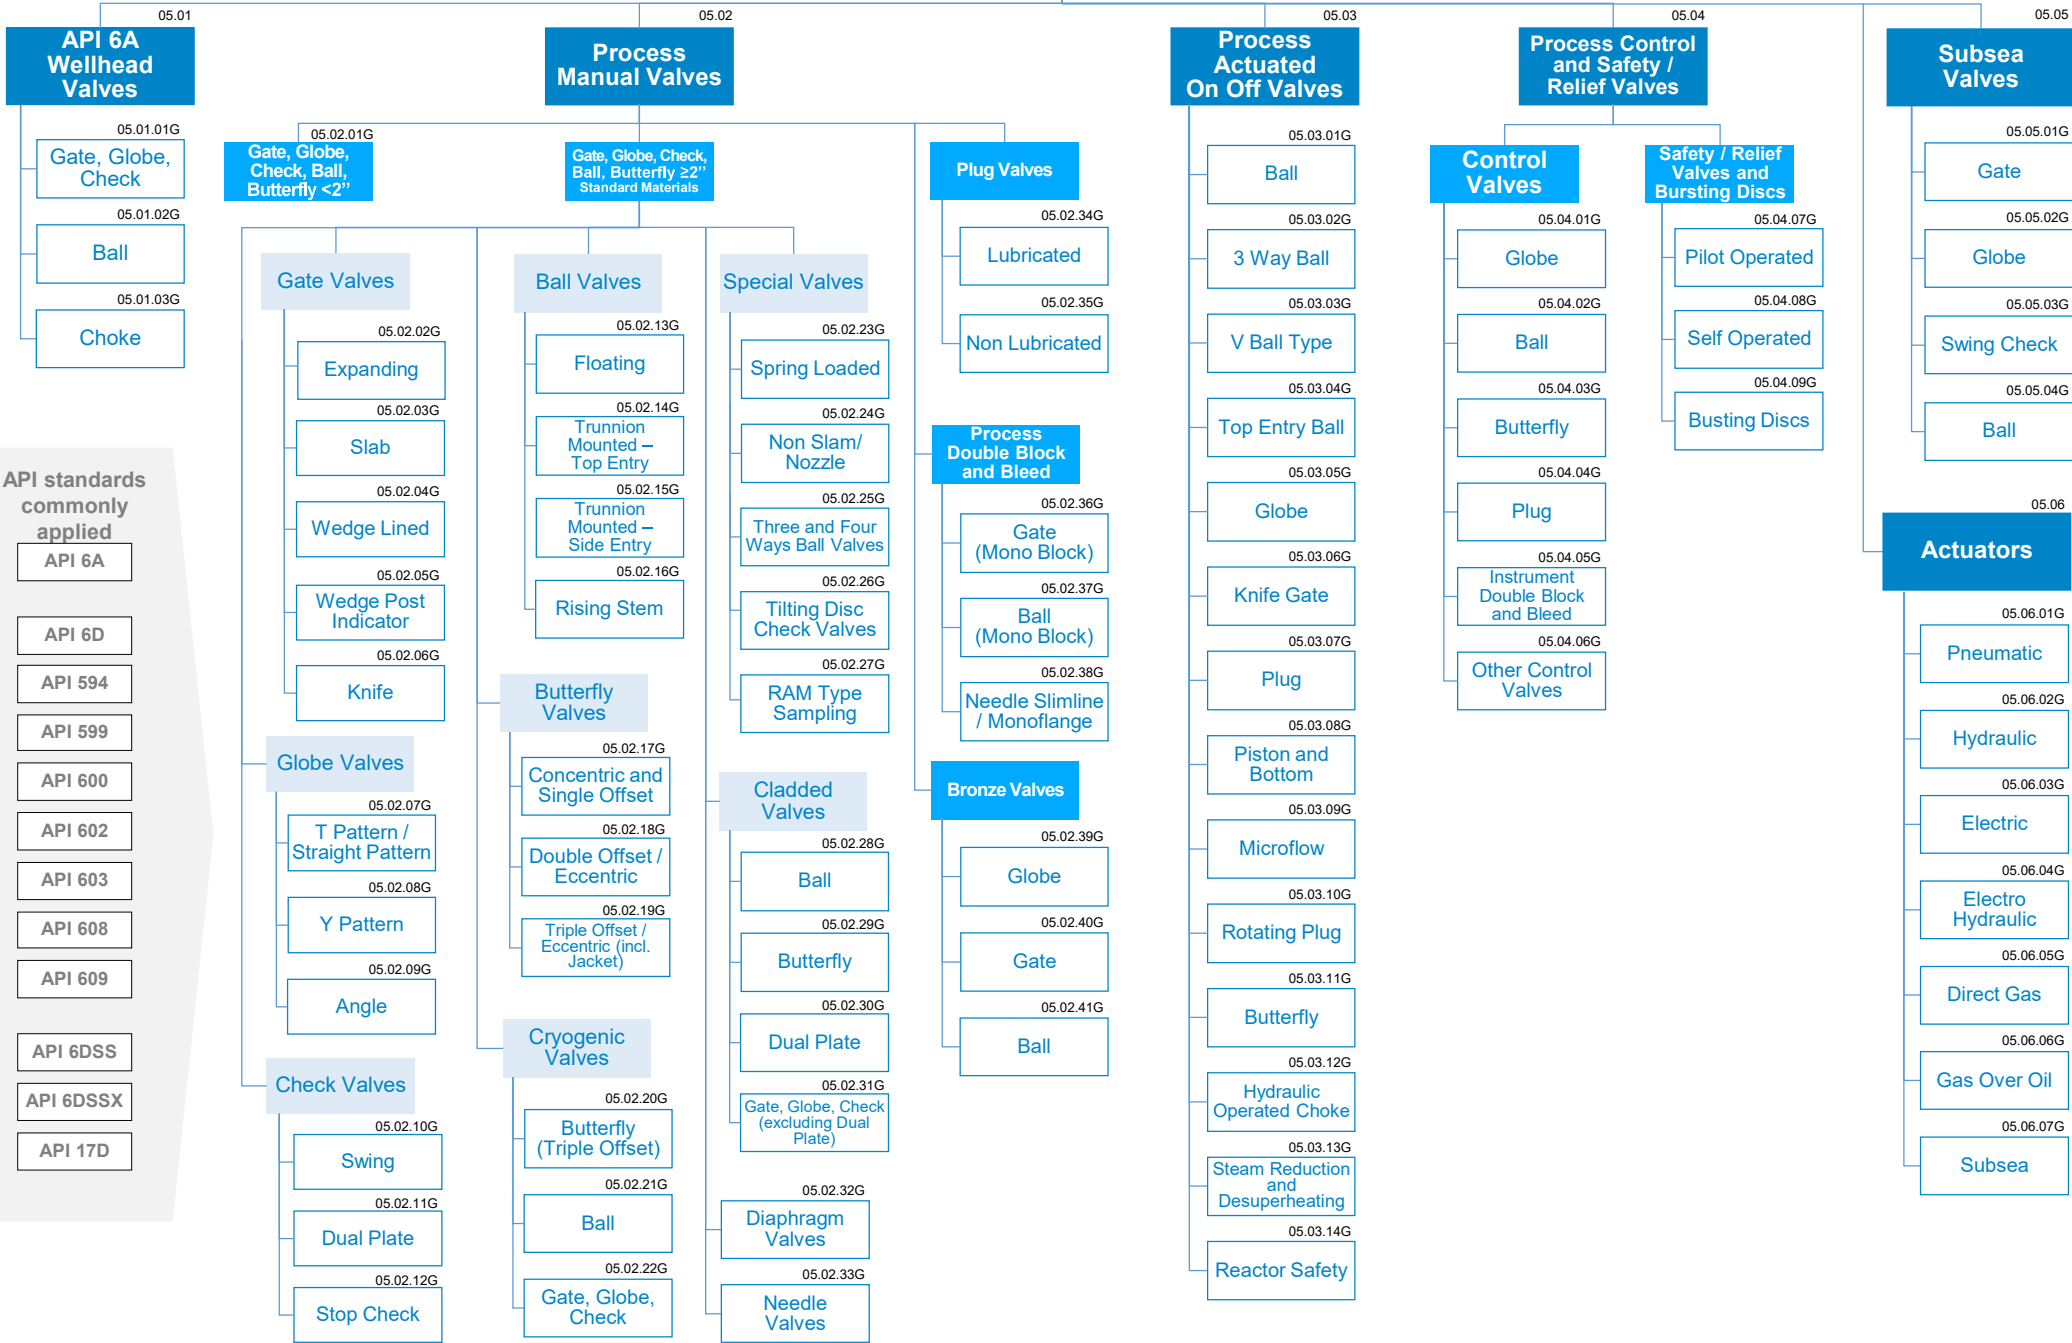 05.01
API 6A
Wellhead
Valves
05.01.01G
Gate, Globe,
Check
05.01.02G
Ball
05.01.03G
Choke
API standards
commonly
applied
API 6A
API 6D
API 594
API 599
API 600
API 602
API 603
API 608
API 609
API 6DSS
API 6DSSX
API 17D
05.02
Process
Manual Valves
05.02.01G
Gate, Globe,
Check, Ball,
Butterfly <2”
Gate, Globe, Check,
Ball, Butterfly ≥2”
Standard Materials
Gate Valves
05.02.02G
Expanding
05.02.03G
Slab
05.02.04G
Wedge Lined
05.02.05G
Wedge Post
Indicator
05.02.06G
Knife
Globe Valves
05.02.07G
T Pattern /
Straight Pattern
05.02.08G
Y Pattern
05.02.09G
Angle
Check Valves
05.02.10G
Swing
05.02.11G
Dual Plate
05.02.12G
Stop Check
Ball Valves
05.02.13G
Floating
05.02.14G
Trunnion
Mounted –
Top Entry
05.02.15G
Trunnion
Mounted –
Side Entry
05.02.16G
Rising Stem
Butterfly
Valves
05.02.17G
Concentric and
Single Offset
05.02.18G
Double Offset /
Eccentric
05.02.19G
Triple Offset /
Eccentric (incl.
Jacket)
Cryogenic
Valves
05.02.20G
Butterfly
(Triple Offset)
05.02.21G
Ball
05.02.22G
Gate, Globe,
Check
Special Valves
05.02.23G
Spring Loaded
05.02.24G
Non Slam/
Nozzle
05.02.25G
Three and Four
Ways Ball Valves
05.02.26G
Tilting Disc
Check Valves
05.02.27G
RAM Type
Sampling
Cladded
Valves
05.02.28G
Ball
05.02.29G
Butterfly
05.02.30G
Dual Plate
05.02.31G
Gate, Globe, Check
(excluding Dual
Plate)
05.02.32G
Diaphragm
Valves
05.02.33G
Needle
Valves
Plug Valves
05.02.34G
Lubricated
05.02.35G
Non Lubricated
Process
Double Block
and Bleed
05.02.36G
Gate
(Mono Block)
05.02.37G
Ball
(Mono Block)
05.02.38G
Needle Slimline
/ Monoflange
Bronze Valves
05.02.39G
Globe
05.02.40G
Gate
05.02.41G
Ball
05.03
Process
Actuated
On Off Valves
05.03.01G
Ball
05.03.02G
3 Way Ball
05.03.03G
V Ball Type
05.03.04G
Top Entry Ball
05.03.05G
Globe
05.03.06G
Knife Gate
05.03.07G
Plug
05.03.08G
Piston and
Bottom
05.03.09G
Microflow
05.03.10G
Rotating Plug
05.03.11G
Butterfly
05.03.12G
Hydraulic
Operated Choke
05.03.13G
Steam Reduction
and
Desuperheating
05.03.14G
Reactor Safety
05.04
Process Control
and Safety /
Relief Valves
Control
Valves
05.04.01G
Globe
05.04.02G
Ball
05.04.03G
Butterfly
05.04.04G
Plug
05.04.05G
Instrument
Double Block
and Bleed
05.04.06G
Other Control
Valves
Safety / Relief
Valves and
Bursting Discs
05.04.07G
Pilot Operated
05.04.08G
Self Operated
05.04.09G
Busting Discs
05.05
Subsea
Valves
05.05.01G
Gate
05.05.02G
Globe
05.05.03G
Swing Check
05.05.04G
Ball
05.06
Actuators
05.06.01G
Pneumatic
05.06.02G
Hydraulic
05.06.03G
Electric
05.06.04G
Electro
Hydraulic
05.06.05G
Direct Gas
05.06.06G
Gas Over Oil
05.06.07G
Subsea